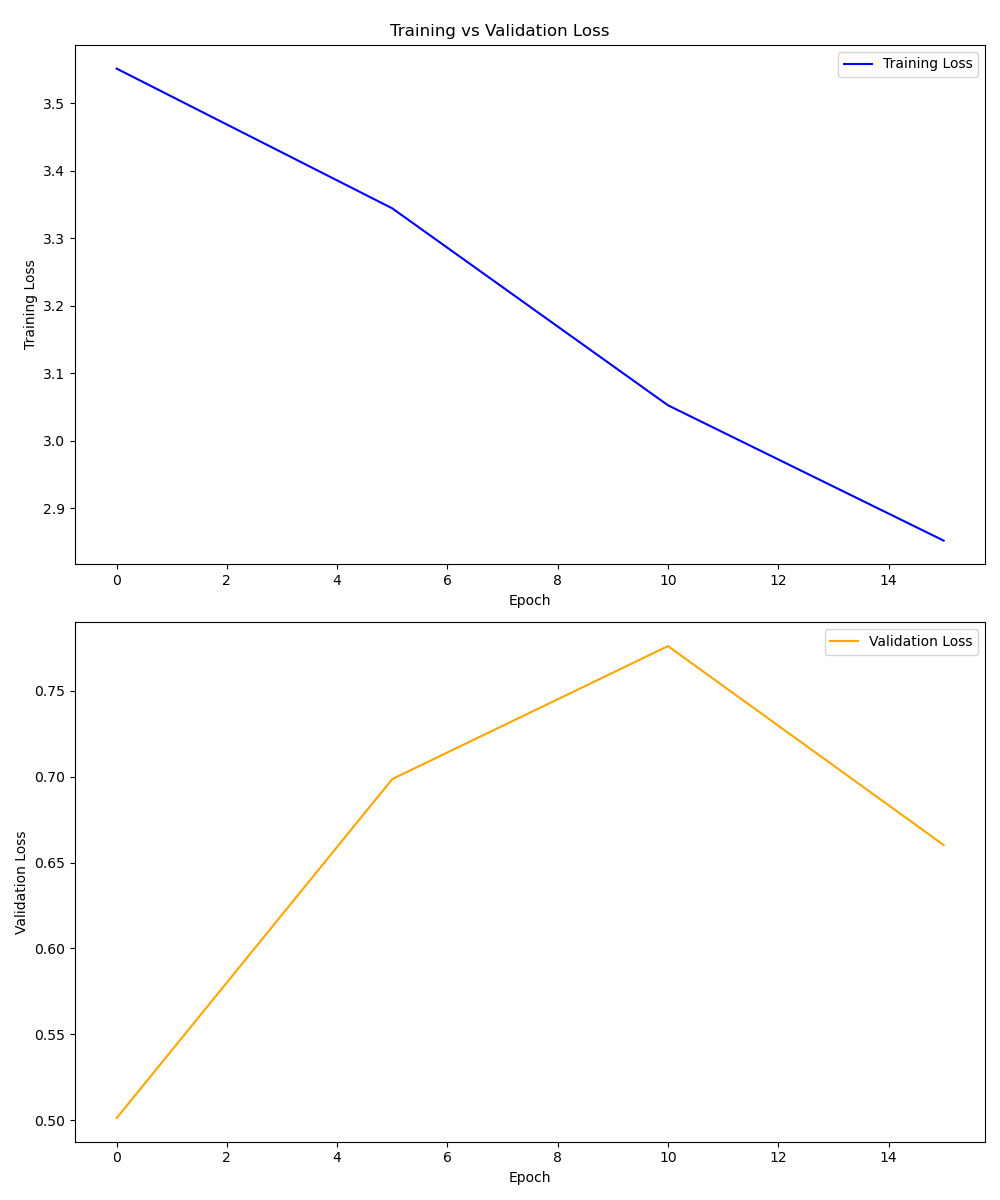 Training vs Validation Loss
Training Loss
3.5
3.4
3.3
3.2
3.1
3.0
2.9
Training Loss
0 2 4 6 8 10 12 14
Epoch
Validation Loss
0.75
0.70
0.65
0.60
0.55
0.50
Validation Loss
0 2 4 6 8 10 12 14
Epoch